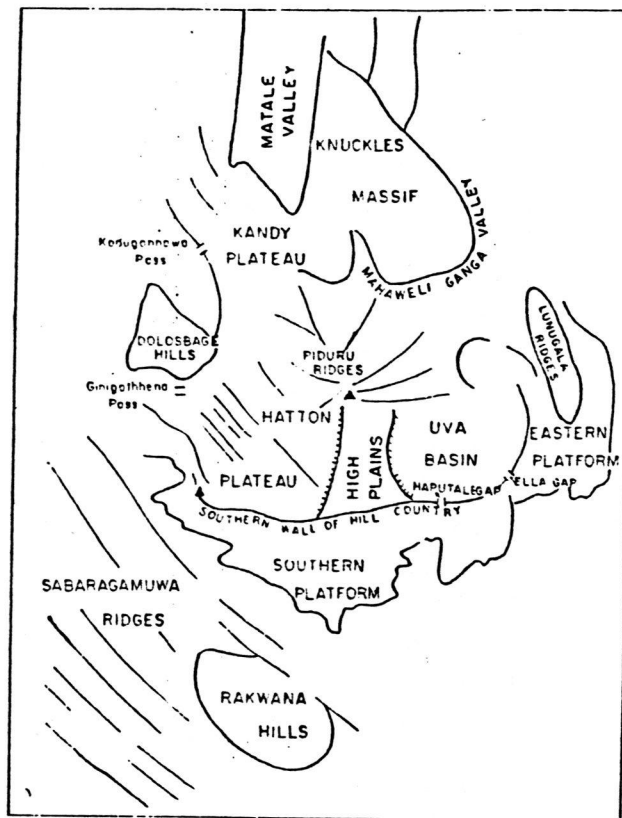 MATALE
VALLEY
KNUCKLES
MASSIF
MAHAWELI GANGA VALLEY
KANDY
PLATEAU
Kadugannawa
Pass
DOLOSBAGE
HILLS
PIDURU
RIDGES
LUNUGALA
RIDGES
Ginigathhena
Pass
HATTON
PLATEAU
HIGH PLAINS
UVA
BASIN
EASTERN
PLATFORM
HAPUTALE GAP
ELLA GAP
SOUTHERN WALL OF HILL COUNTRY
SOUTHERN
PLATFORM
SABARAGAMUWA
RIDGES
RAKWANA
HILLS